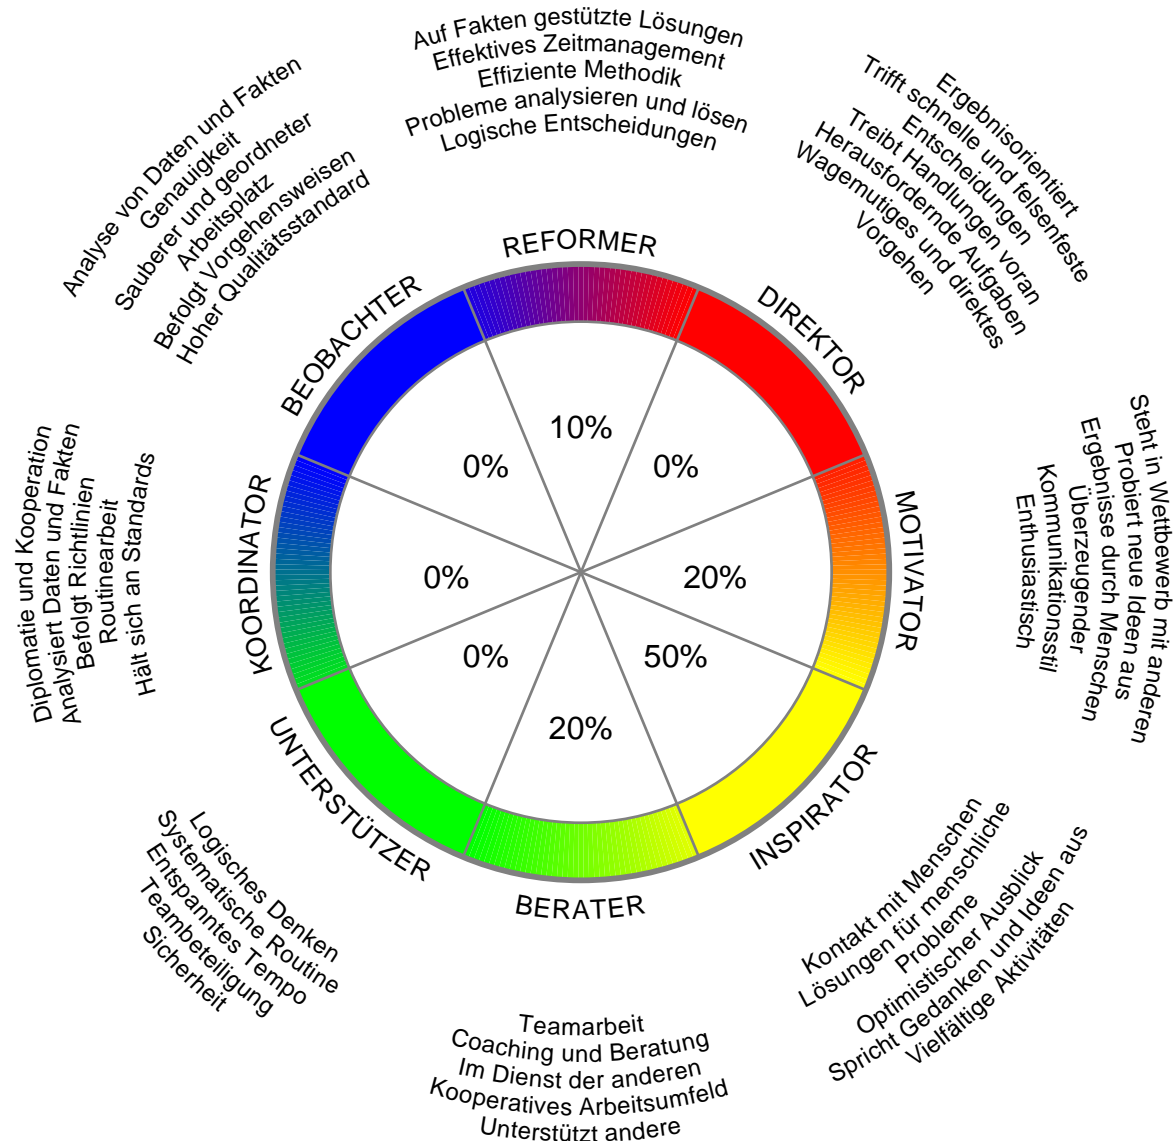 Auf Fakten gestützte Lösungen
Effektives Zeitmanagement
Effiziente Methodik
Probleme analysieren und lösen
Logische Entscheidungen
REFORMER
Ergebnisorientiert
Trifft schnelle und felsenfeste
Entscheidungen
Treibt Handlungen voran
Herausfordernde Aufgaben
Wagemutiges und direktes
Vorgehen
DIREKTOR
Steht in Wettbewerb mit anderen
Probiert neue Ideen aus
Ergebnisse durch Menschen
Überzeugender
Kommunikationsstil
Enthusiastisch
MOTIVATOR
Kontakt mit Menschen
Lösungen für menschliche
Probleme
Optimistischer Ausblick
Spricht Gedanken und Ideen aus
Vielfältige Aktivitäten
INSPIRATOR
BERATER
Teamarbeit
Coaching und Beratung
Im Dienst der anderen
Kooperatives Arbeitsumfeld
Unterstützt andere
UNTERSTÜTZER
Logisches Denken
Systematische Routine
Entspanntes Tempo
Teambeteiligung
Sicherheit
KOORDINATOR
Diplomatie und Kooperation
Analysiert Daten und Fakten
Befolgt Richtlinien
Routinearbeit
Hält sich an Standards
BEOBACHTER
Analyse von Daten und Fakten
Genauigkeit
Sauberer und geordneter
Arbeitsplatz
Befolgt Vorgehensweisen
Hoher Qualitätsstandard
10%
0%
20%
50%
20%
0%
0%
0%